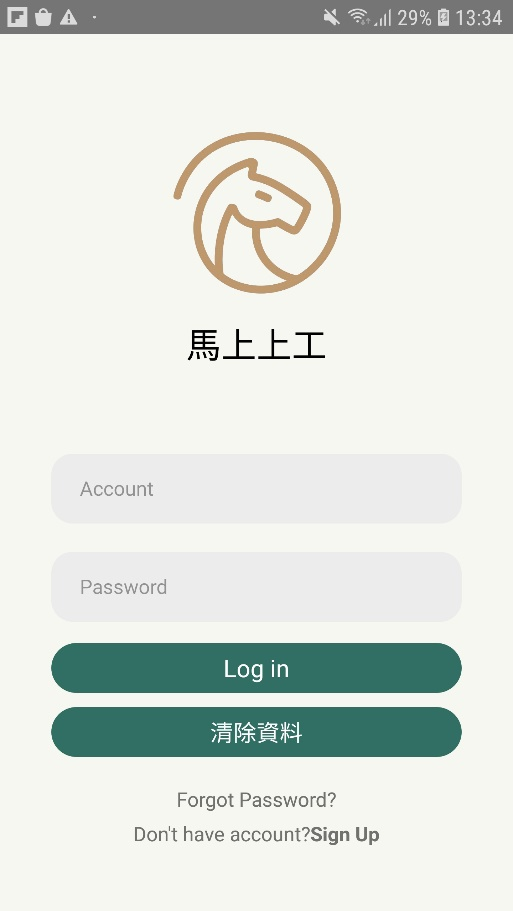 29% 13:34
馬上上工
Account
Password
Log in
清除資料
Forgot Password?
Don't have account?Sign Up